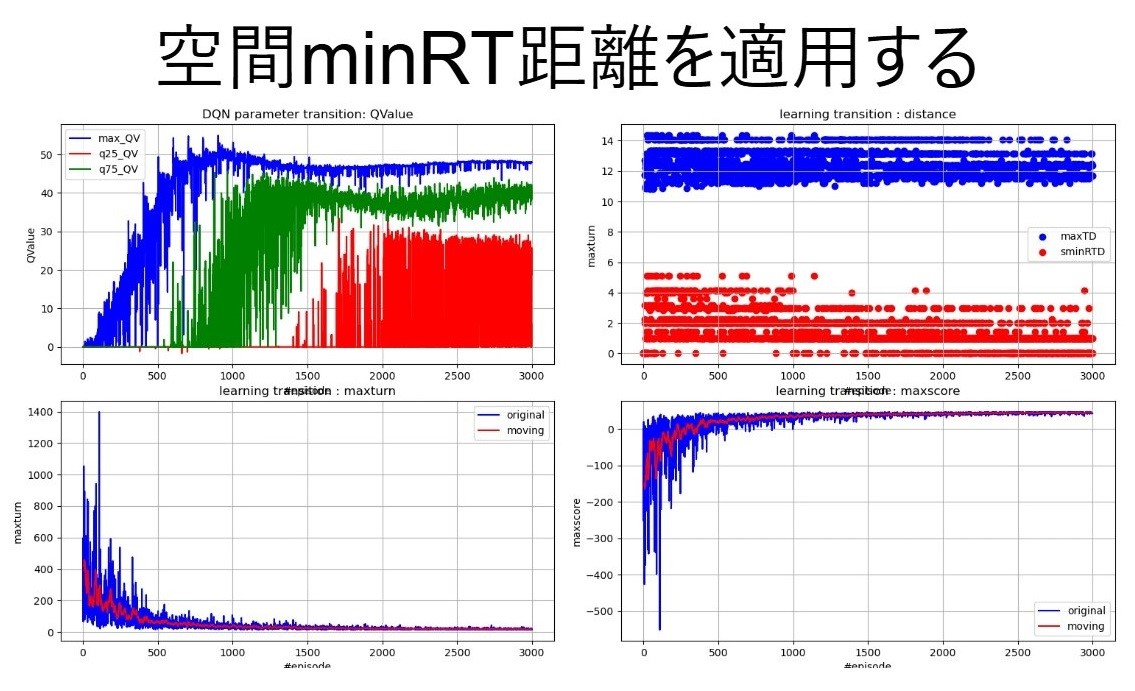 空間minRT距離を適用する
DQN parameter transition: QValue
QValue
50
40
30
20
10
0
max_QV
q25_QV
q75_QV
0 500 1000 1500 2000 2500 3000
#episode
learning transition : distance
maxturn
14
12
10
8
6
4
2
0
maxTD
sminRTD
0 500 1000 1500 2000 2500 3000
#episode
learning transition : maxturn
maxturn
1400
1200
1000
800
600
400
200
0
original
moving
0 500 1000 1500 2000 2500 3000
#episode
learning transition : maxscore
maxscore
0
−100
−200
−300
−400
−500
original
moving
0 500 1000 1500 2000 2500 3000
#episode